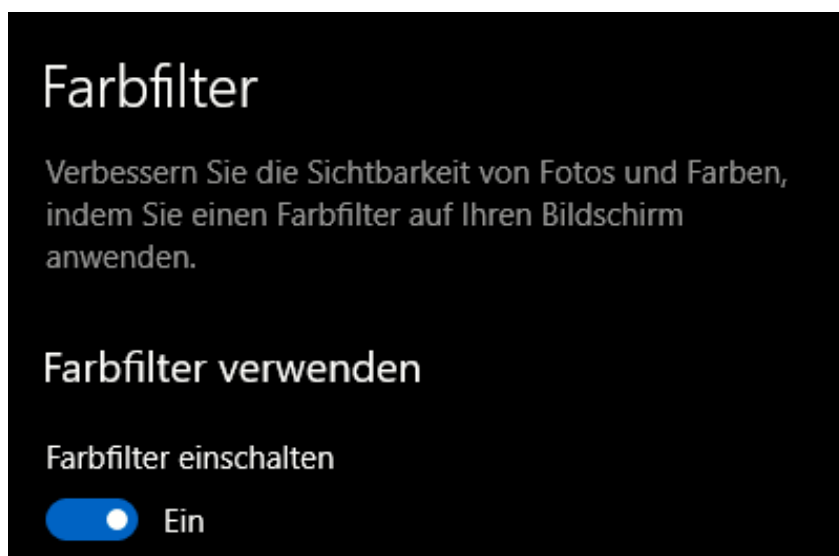 Farbfilter
Verbessern Sie die Sichtbarkeit von Fotos und Farben,
indem Sie einen Farbfilter auf Ihren Bildschirm
anwenden.
Farbfilter verwenden
Farbfilter einschalten
Ein